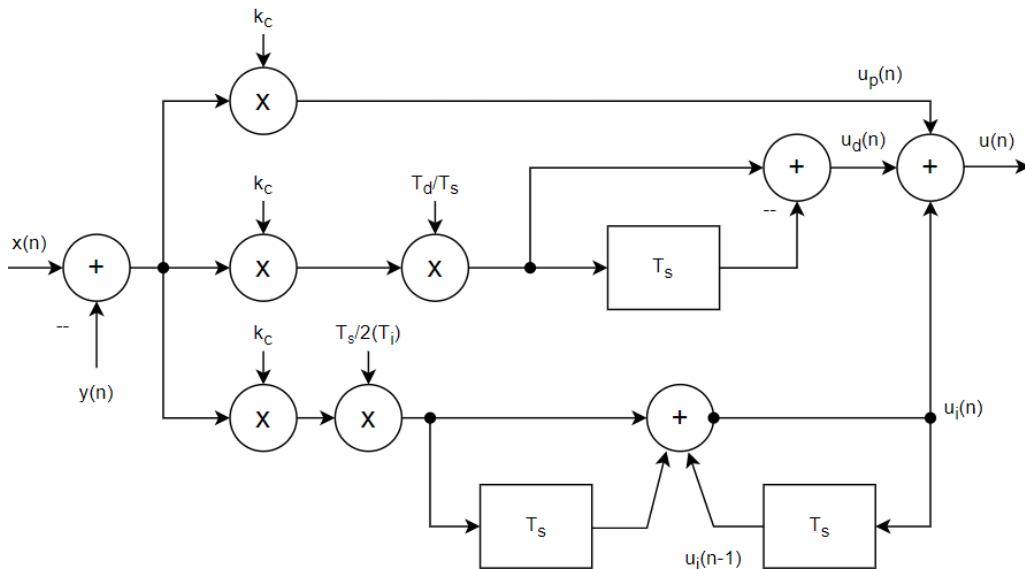 k_c
u_p(n)
x
+
k_c
T_d/T_s
+
u_d(n)
u(n)
--
x(n)
+
x
x
T_s
--
y(n)
k_c
T_s/2(T_i)
x
x
+
u_i(n)
T_s
T_s
u_i(n-1)